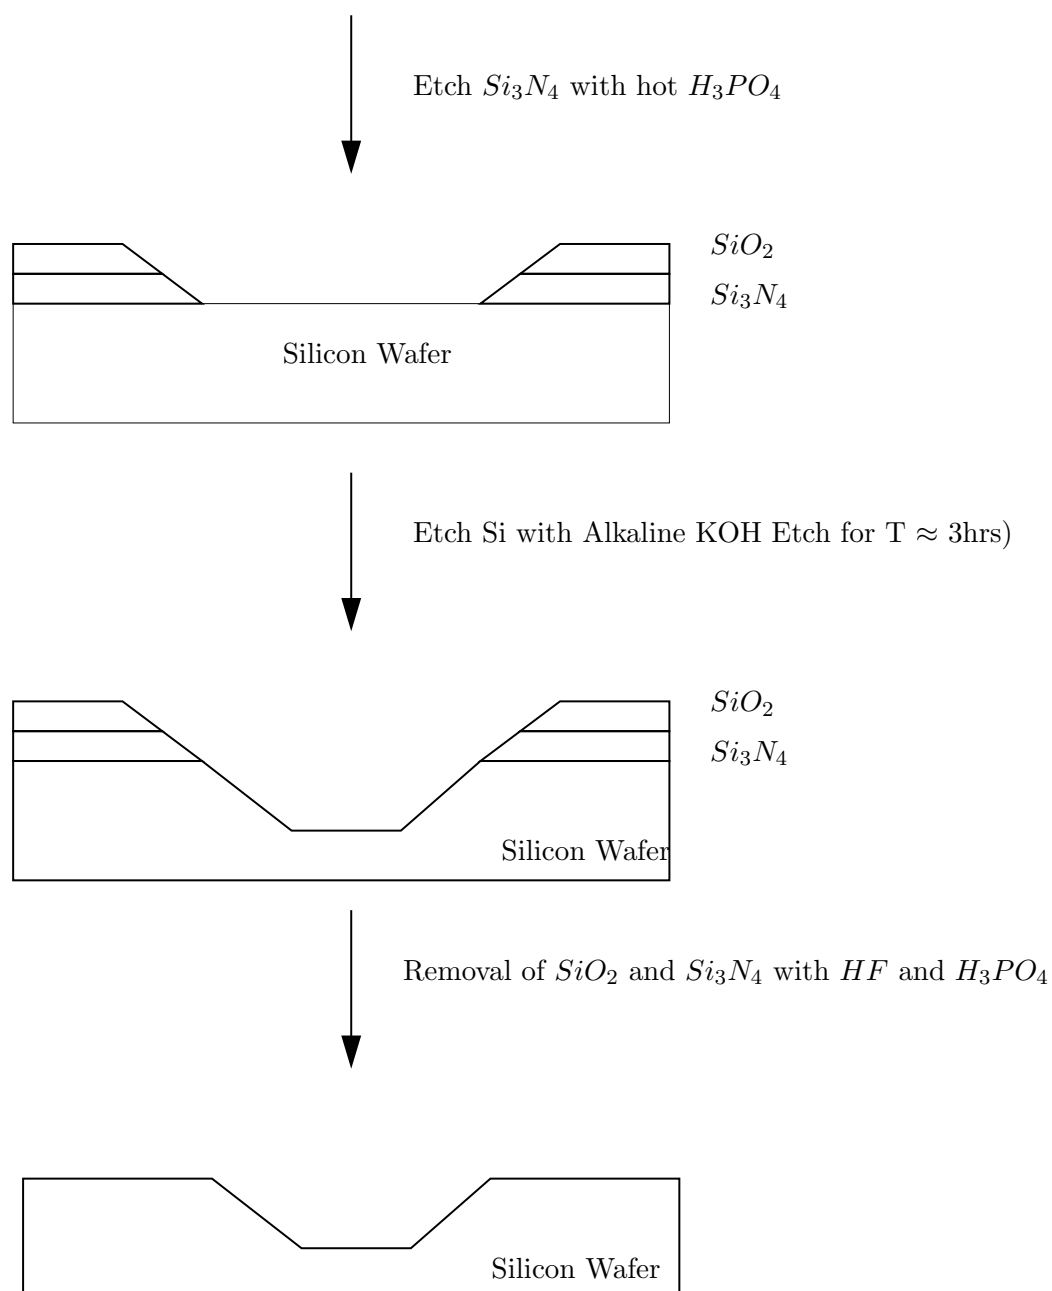 Etch Si₃N₄ with hot H₃PO₄
SiO₂
Si₃N₄
Silicon Wafer
Etch Si with Alkaline KOH Etch for T ≈ 3hrs)
SiO₂
Si₃N₄
Silicon Wafer
Removal of SiO₂ and Si₃N₄ with HF and H₃PO₄
Silicon Wafer